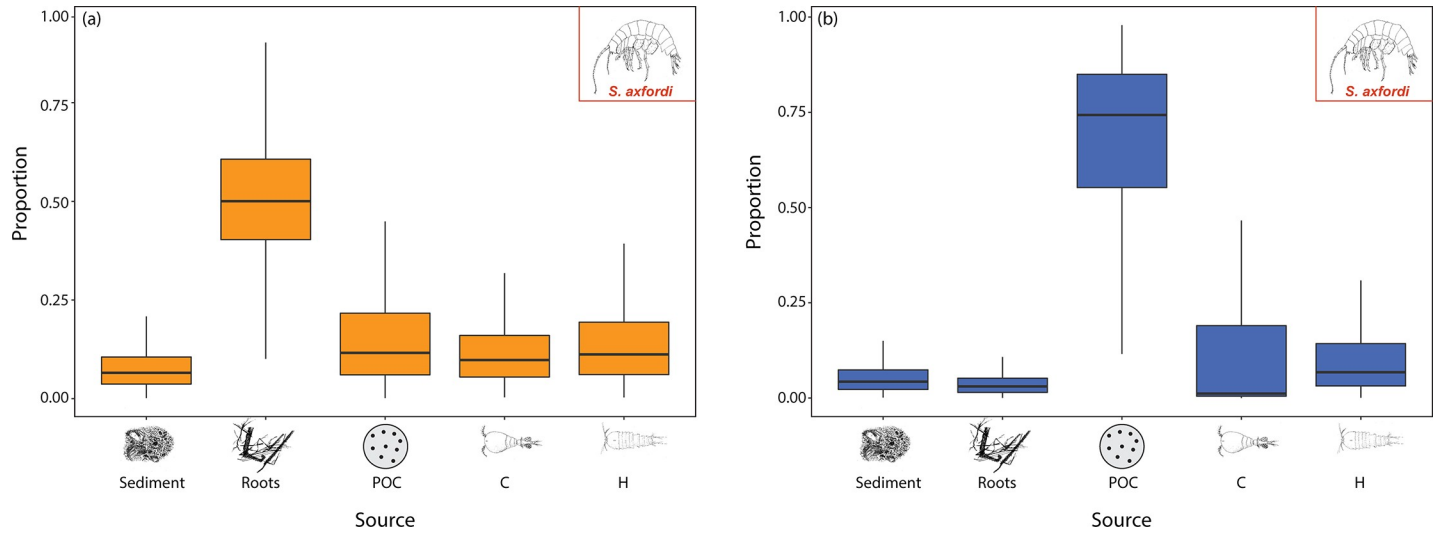 (a)
S. axfordi
Proportion
1.00
0.75
0.50
0.25
0.00
Sediment Roots POC C H
Source
(b)
S. axfordi
Proportion
1.00
0.75
0.50
0.25
0.00
Sediment Roots POC C H
Source